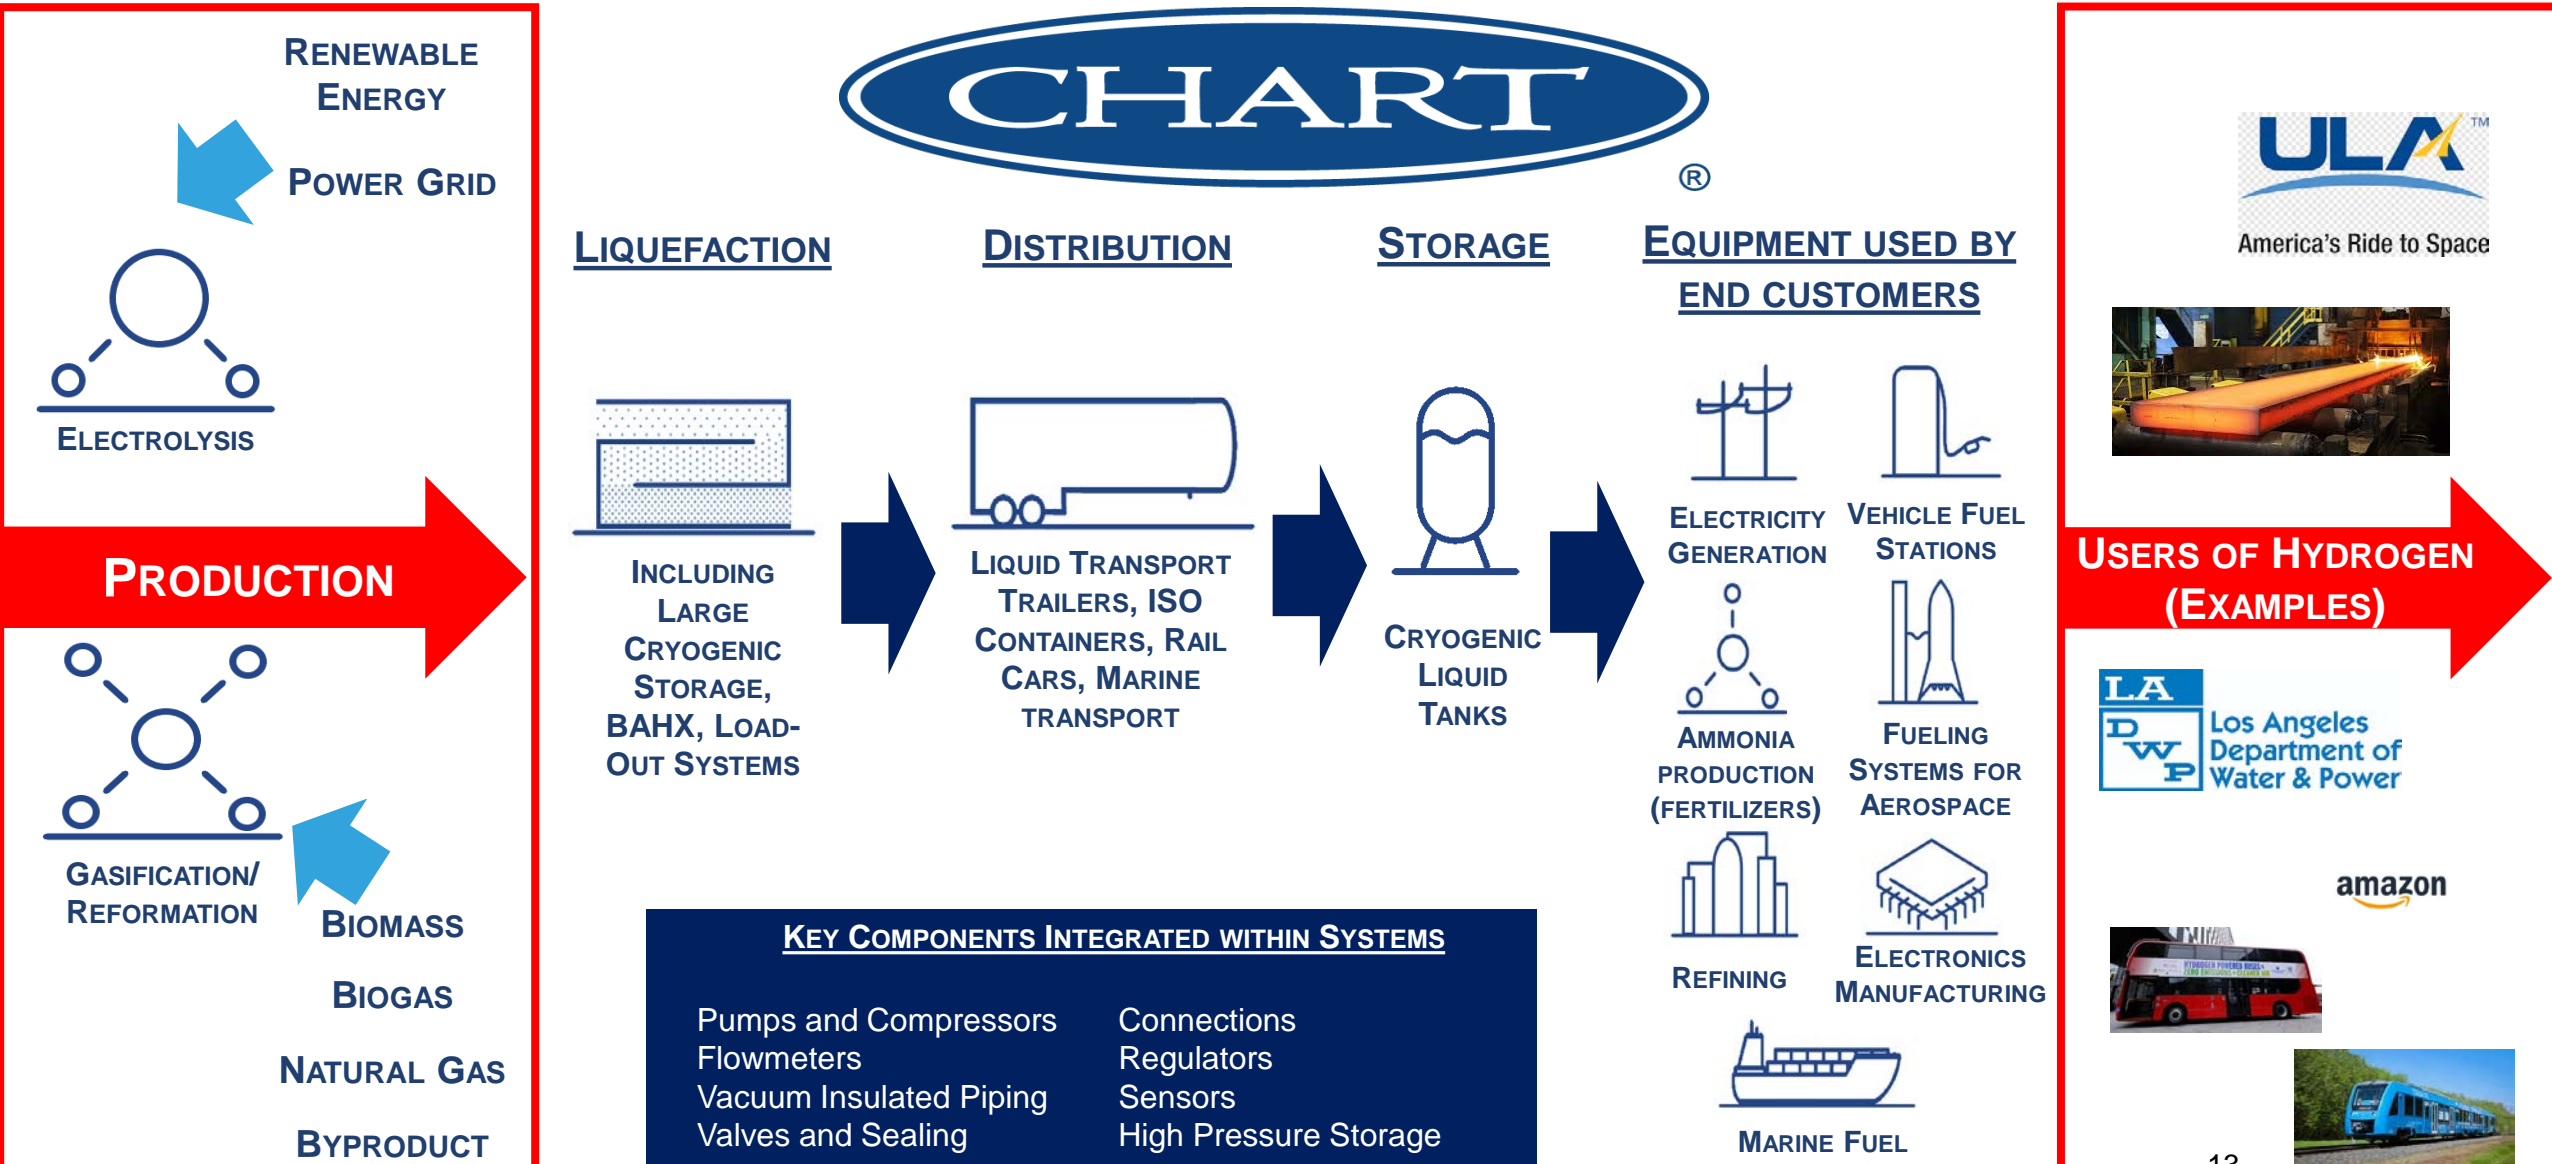 RENEWABLE
ENERGY
POWER GRID
ELECTROLYSIS
PRODUCTION
GASIFICATION/
REFORMATION
BIOMASS
BIOGAS
NATURAL GAS
BYPRODUCT
CHART
®
LIQUEFACTION
INCLUDING
LARGE
CRYOGENIC
STORAGE,
BAHX, LOAD-
OUT SYSTEMS
DISTRIBUTION
LIQUID TRANSPORT
TRAILERS, ISO
CONTAINERS, RAIL
CARS, MARINE
TRANSPORT
STORAGE
CRYOGENIC
LIQUID
TANKS
EQUIPMENT USED BY
END CUSTOMERS
ELECTRICITY
GENERATION
VEHICLE FUEL
STATIONS
AMMONIA
PRODUCTION
(FERTILIZERS)
FUELING
SYSTEMS FOR
AEROSPACE
REFINING
ELECTRONICS
MANUFACTURING
MARINE FUEL
KEY COMPONENTS INTEGRATED WITHIN SYSTEMS
Pumps and Compressors
Flowmeters
Vacuum Insulated Piping
Valves and Sealing
Connections
Regulators
Sensors
High Pressure Storage
ULA TM
America's Ride to Space
USERS OF HYDROGEN
(EXAMPLES)
LA
DWP
Los Angeles
Department of
Water & Power
amazon
HYDROGEN POWERED BUSES